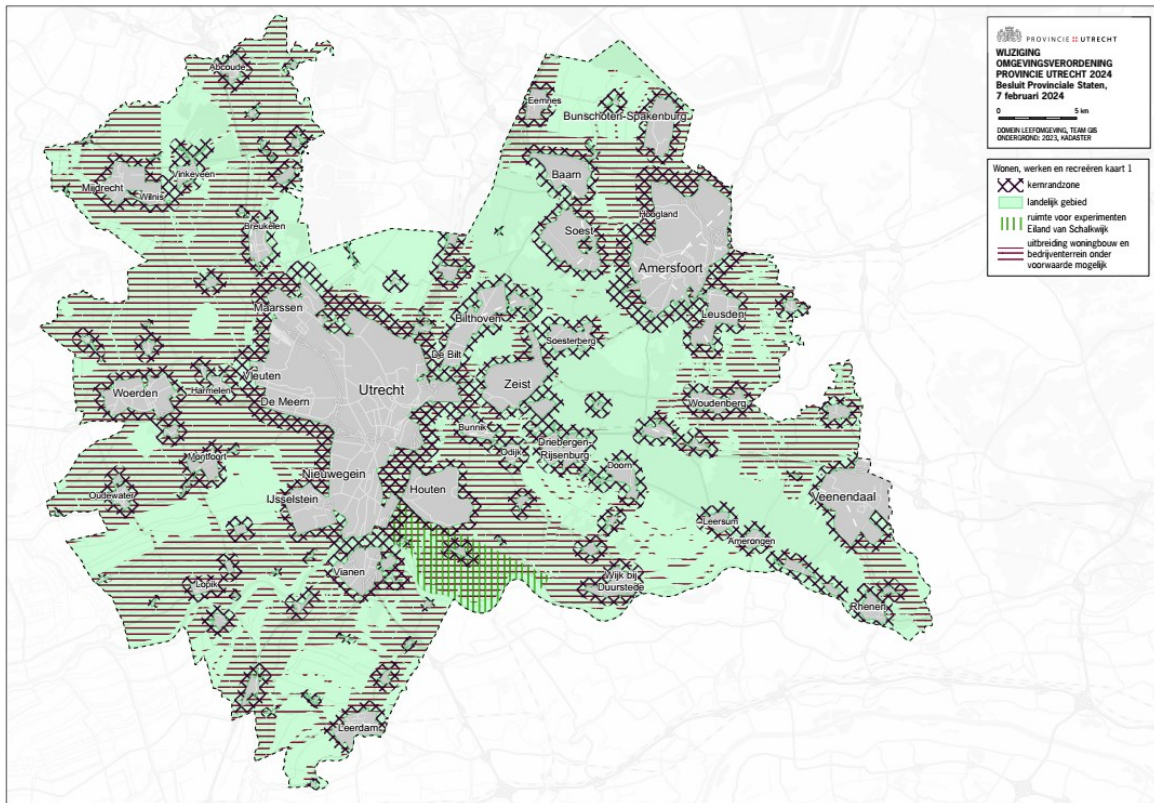 PROVINCIE UTRECHT
WIJZIGING
OMGEVINGSVERORDENING
PROVINCIE UTRECHT 2024
Besluit Provinciale Staten,
7 februari 2024
0 5 km
DOMEIN LEEFOMGEVING, TEAM GIS
ONDERGROND: 2023, KADASTER
Wonen, werken en recreëren kaart 1
kernrandzone
landelijk gebied
ruimte voor experimenten
Eiland van Schalkwijk
uitbreiding woningbouw en
bedrijventerrein onder
voorwaarde mogelijk
Abcoude
Eemnes
Bunschoten-Spakenburg
Vinkeveen
Baarn
Mijdrecht
Wilnis
Hoogland
Breukelen
Soest
Amersfoort
Maarssen
Leusden
Bilthoven
Soesterberg
De Bilt
Vleuten
Zeist
Utrecht
Harmelen
Woerden
De Meern
Woudenberg
Bunnik
Driebergen-
Rijsenburg
Odijk
Montfoort
Doorn
Nieuwegein
Houten
Oudewater
IJsselstein
Veenendaal
Leersum
Amerongen
Vianen
Wijk bij
Duurstede
Lopik
Rhenen
Leerdam